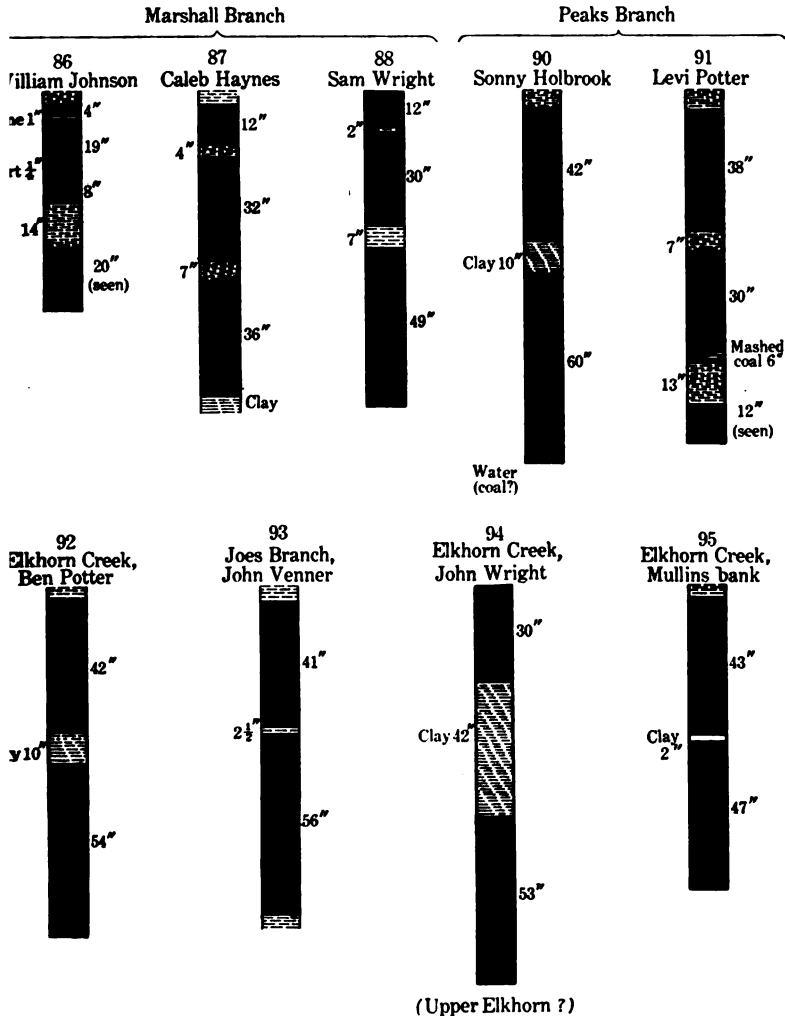 Marshall Branch
Peaks Branch
86
William Johnson
4"
1"
19"
½"
8"
14"
20"
(seen)
87
Caleb Haynes
12"
4"
32"
7"
36"
Clay
88
Sam Wright
12"
2"
30"
7"
49"
90
Sonny Holbrook
42"
Clay 10"
60"
Water
(coal?)
91
Levi Potter
38"
7"
30"
Mashed
coal 6"
13"
12"
(seen)
92
Elkhorn Creek,
Ben Potter
42"
10"
54"
93
Joes Branch,
John Venner
41"
2½"
56"
94
Elkhorn Creek,
John Wright
30"
Clay 42"
53"
(Upper Elkhorn ?)
95
Elkhorn Creek,
Mullins bank
43"
Clay
2"
47"